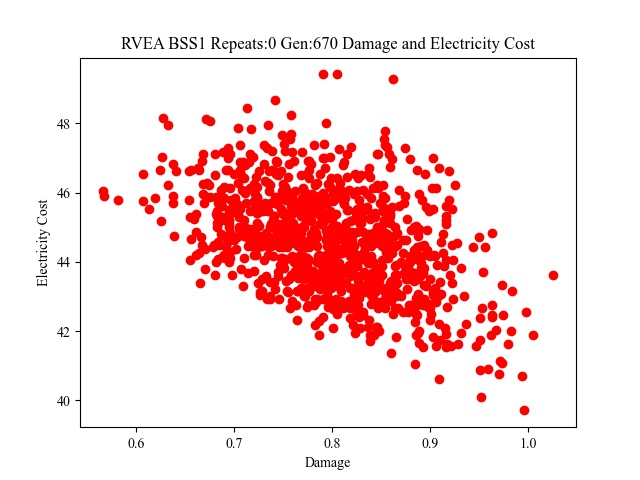 RVEA BSS1 Repeats:0 Gen:670 Damage and Electricity Cost
48
46
44
42
40
Electricity Cost
0.6 0.7 0.8 0.9 1.0
Damage